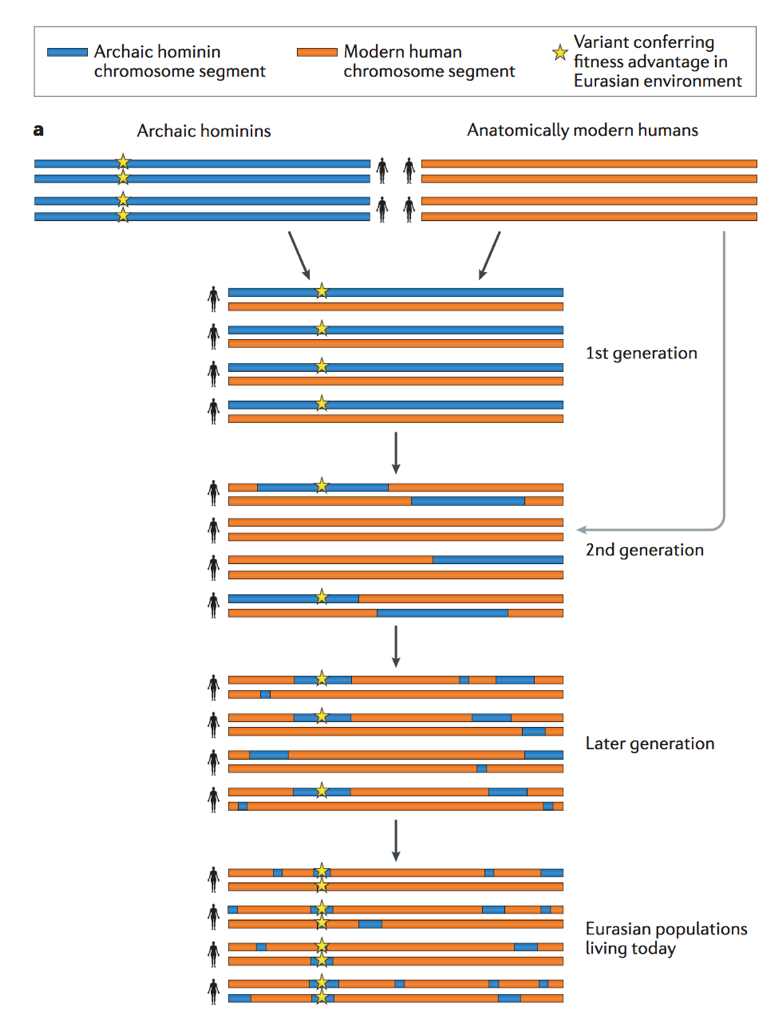 Archaic hominin
chromosome segment
Modern human
chromosome segment
Variant conferring
fitness advantage in
Eurasian environment
a
Archaic hominins
Anatomically modern humans
1st generation
2nd generation
Later generation
Eurasian populations
living today